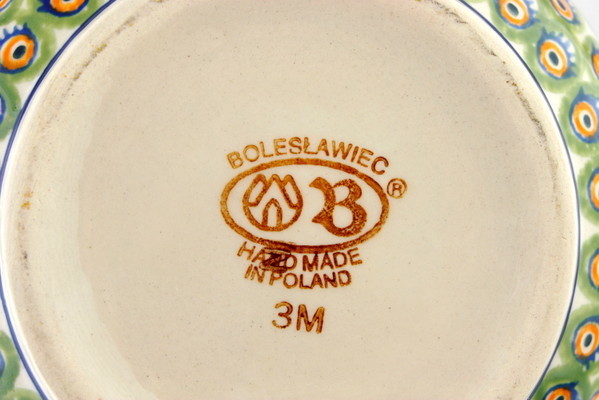 BOLESŁAWIEC
B ®
HAND MADE
IN POLAND
3M